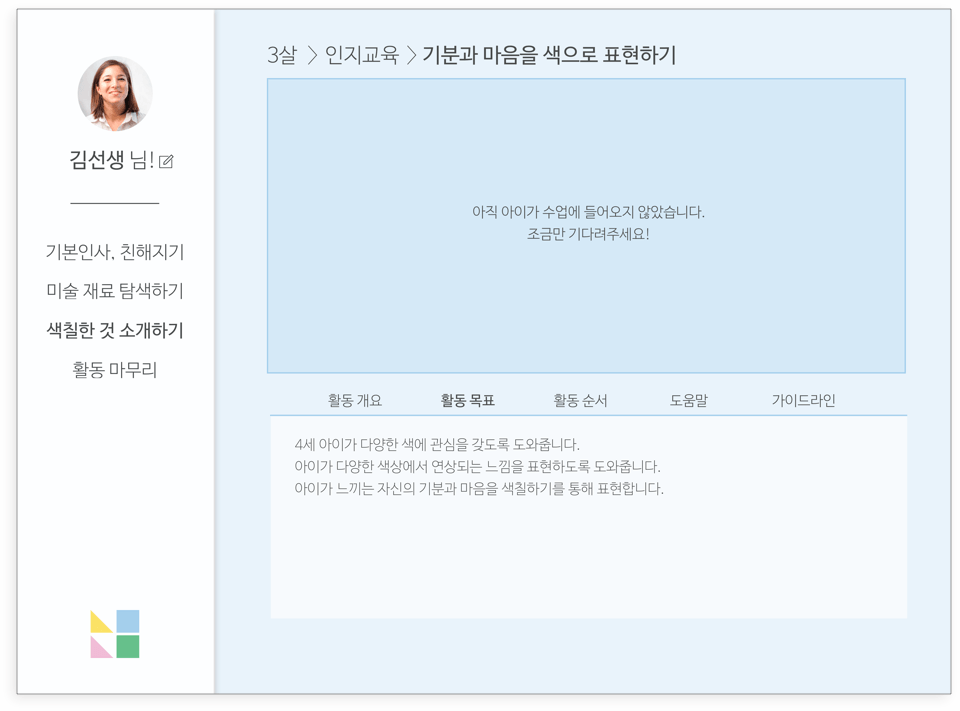 김선생 님!
기본인사, 친해지기
미술 재료 탐색하기
색칠한 것 소개하기
활동 마무리
3살 > 인지교육 > 기분과 마음을 색으로 표현하기
아직 아이가 수업에 들어오지 않았습니다.
조금만 기다려주세요!
활동 개요 활동 목표 활동 순서 도움말 가이드라인
4세 아이가 다양한 색에 관심을 갖도록 도와줍니다.
아이가 다양한 색상에서 연상되는 느낌을 표현하도록 도와줍니다.
아이가 느끼는 자신의 기분과 마음을 색칠하기를 통해 표현합니다.